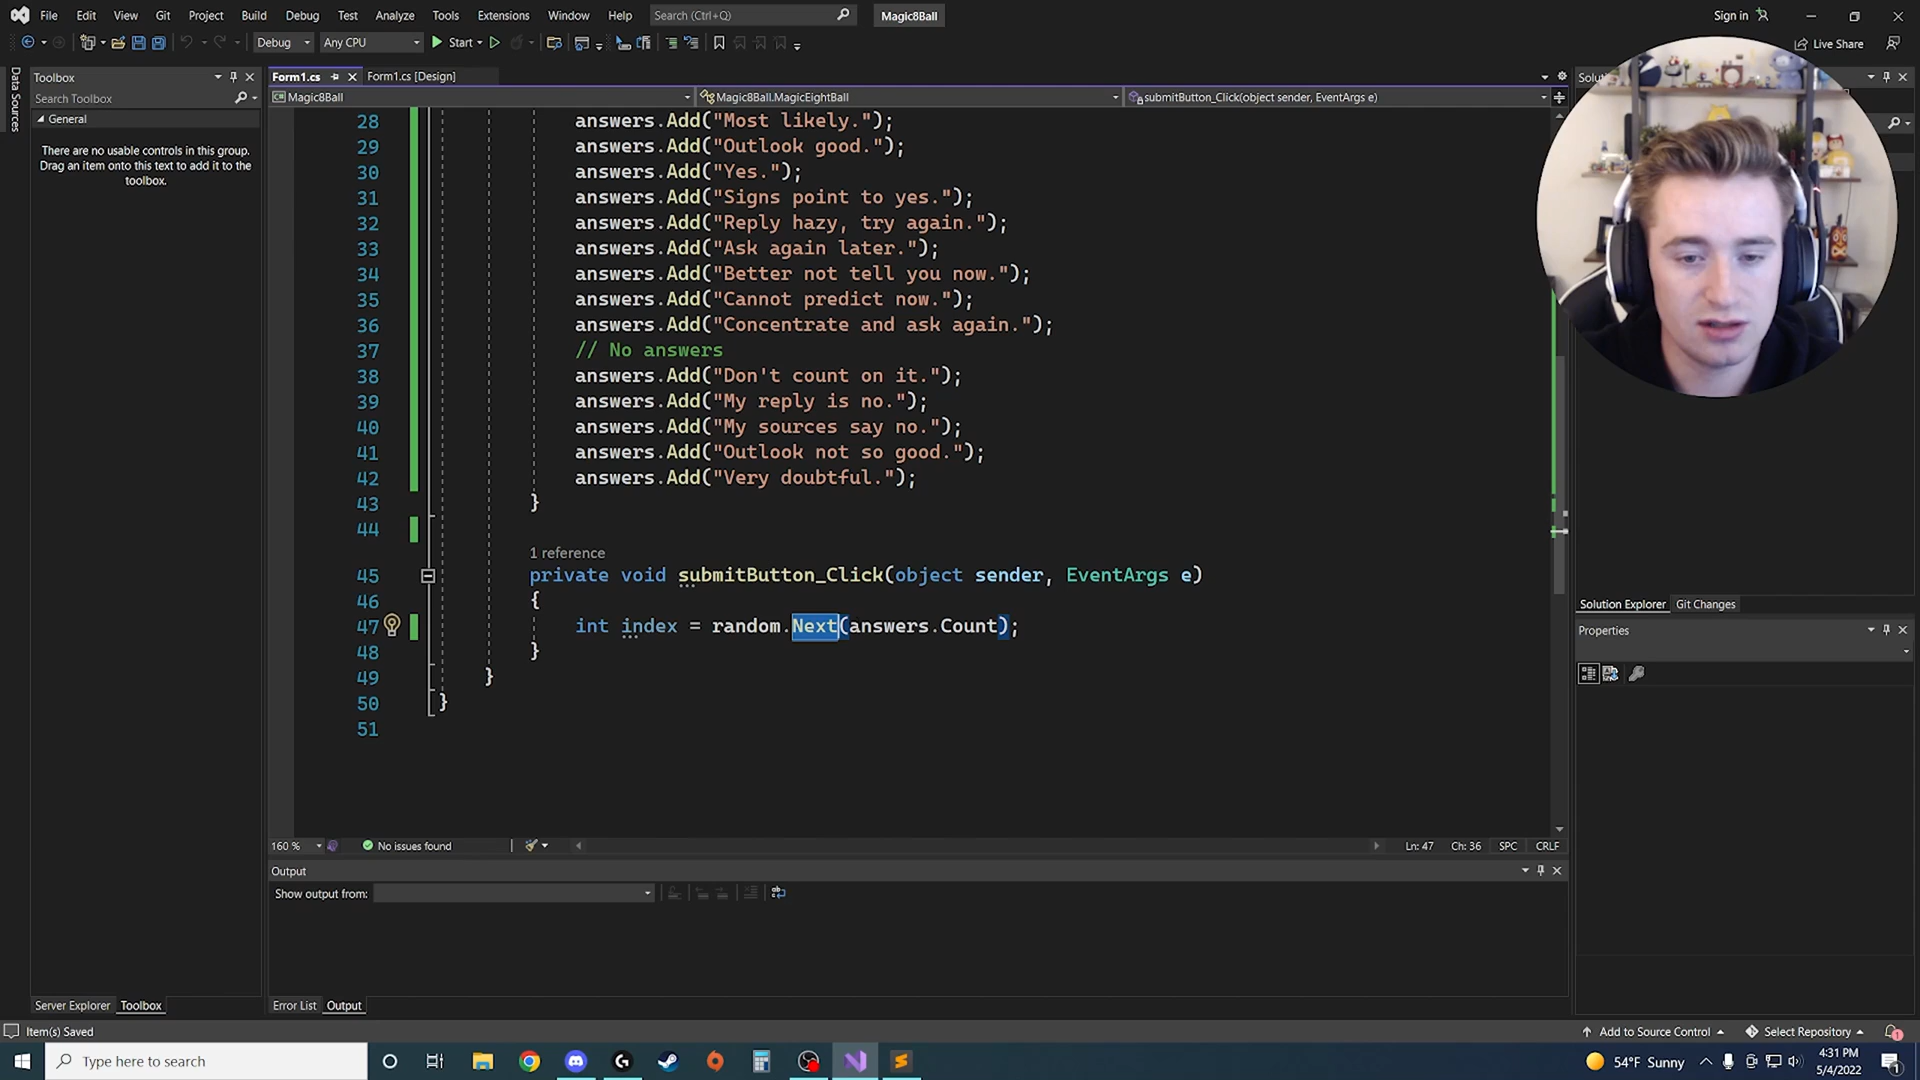 File Edit View Git Project Build Debug Test Analyze Tools Extensions Window Help Search (Ctrl+Q) Magic8Ball Sign in
Debug Any CPU Start Live Share
Data Sources
Toolbox
Search Toolbox
General
There are no usable controls in this group.
Drag an item onto this text to add it to the
toolbox.
Form1.cs Form1.cs [Design]
Magic8Ball Magic8Ball.MagicEightBall submitButton_Click(object sender, EventArgs e)
28 answers.Add("Most likely.");
29 answers.Add("Outlook good.");
30 answers.Add("Yes.");
31 answers.Add("Signs point to yes.");
32 answers.Add("Reply hazy, try again.");
33 answers.Add("Ask again later.");
34 answers.Add("Better not tell you now.");
35 answers.Add("Cannot predict now.");
36 answers.Add("Concentrate and ask again.");
37 // No answers
38 answers.Add("Don't count on it.");
39 answers.Add("My reply is no.");
40 answers.Add("My sources say no.");
41 answers.Add("Outlook not so good.");
42 answers.Add("Very doubtful.");
43 }
44
1 reference
45 private void submitButton_Click(object sender, EventArgs e)
46 {
47 int index = random.Next(answers.Count);
48 }
49 }
50 }
51
160 % No issues found Ln: 47 Ch: 36 SPC CRLF
Output
Show output from:
Error List Output
Server Explorer Toolbox
Solution Explorer Git Changes
Properties
Item(s) Saved Add to Source Control Select Repository 1
Type here to search 54°F Sunny 4:31 PM
5/4/2022 1